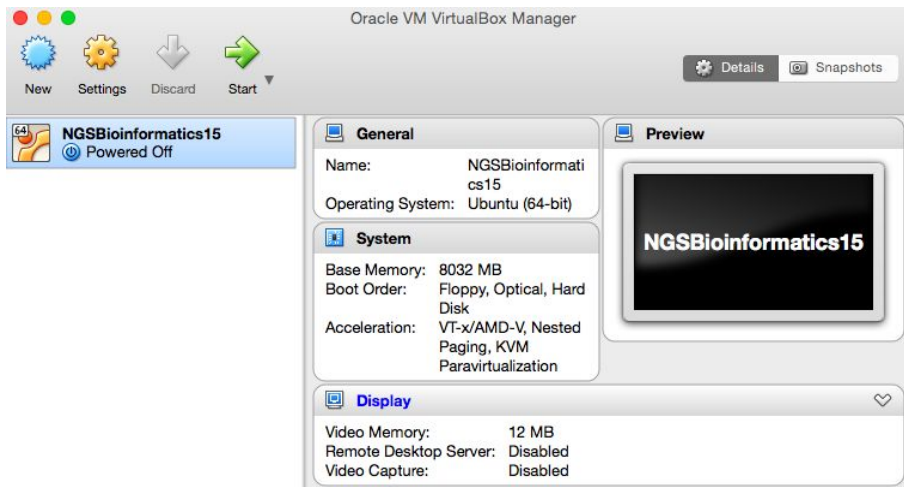 Oracle VM VirtualBox Manager
New
Settings
Discard
Start
Details
Snapshots
64
NGSBioinformatics15
Powered Off
General
Name: NGSBioinformati
cs15
Operating System: Ubuntu (64-bit)
System
Base Memory: 8032 MB
Boot Order: Floppy, Optical, Hard
Disk
Acceleration: VT-x/AMD-V, Nested
Paging, KVM
Paravirtualization
Preview
NGSBioinformatics15
Display
Video Memory: 12 MB
Remote Desktop Server: Disabled
Video Capture: Disabled